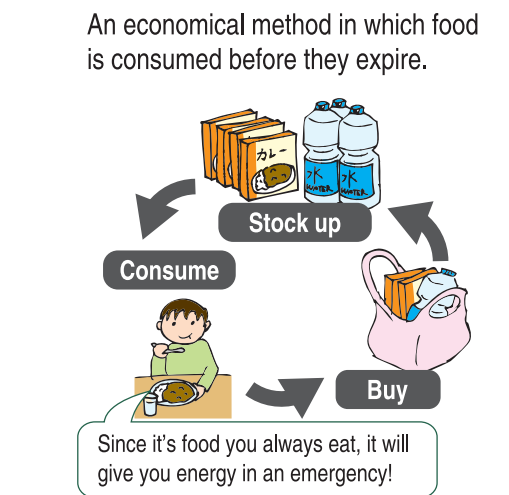 An economical method in which food
is consumed before they expire.
カレー
水
WATER
水
WATER
Stock up
Consume
Buy
Since it's food you always eat, it will
give you energy in an emergency!